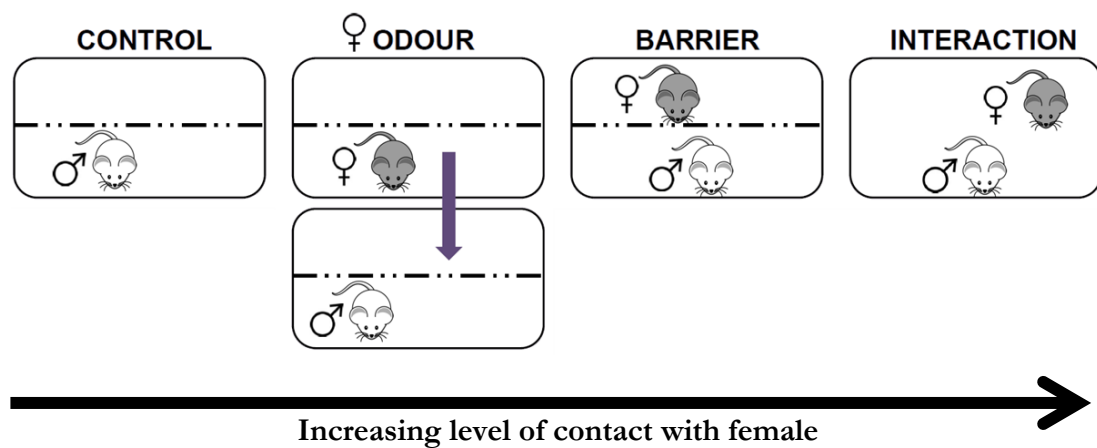 CONTROL
♀ ODOUR
BARRIER
INTERACTION
♂
♀
♂
♀
♂
♀
♂
Increasing level of contact with female